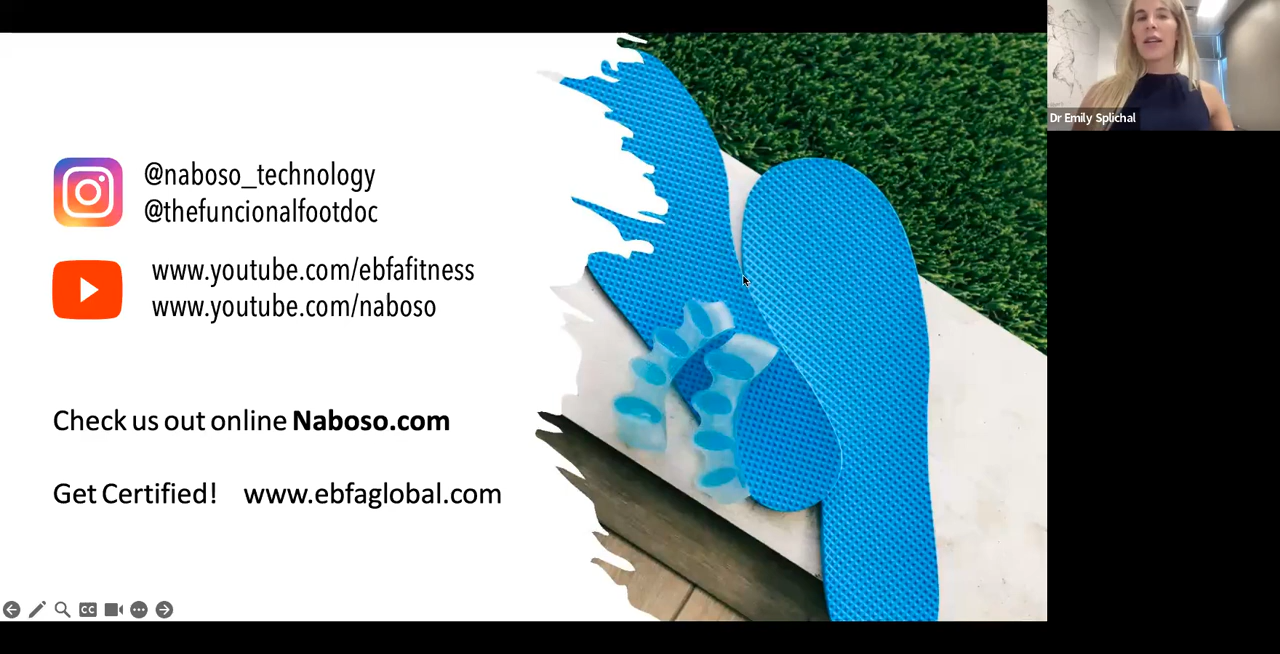 @naboso_technology
@thefuncionalfootdoc
www.youtube.com/ebfafitness
www.youtube.com/naboso
Check us out online Naboso.com
Get Certified! www.ebfaglobal.com
CC
Dr Emily Splichal